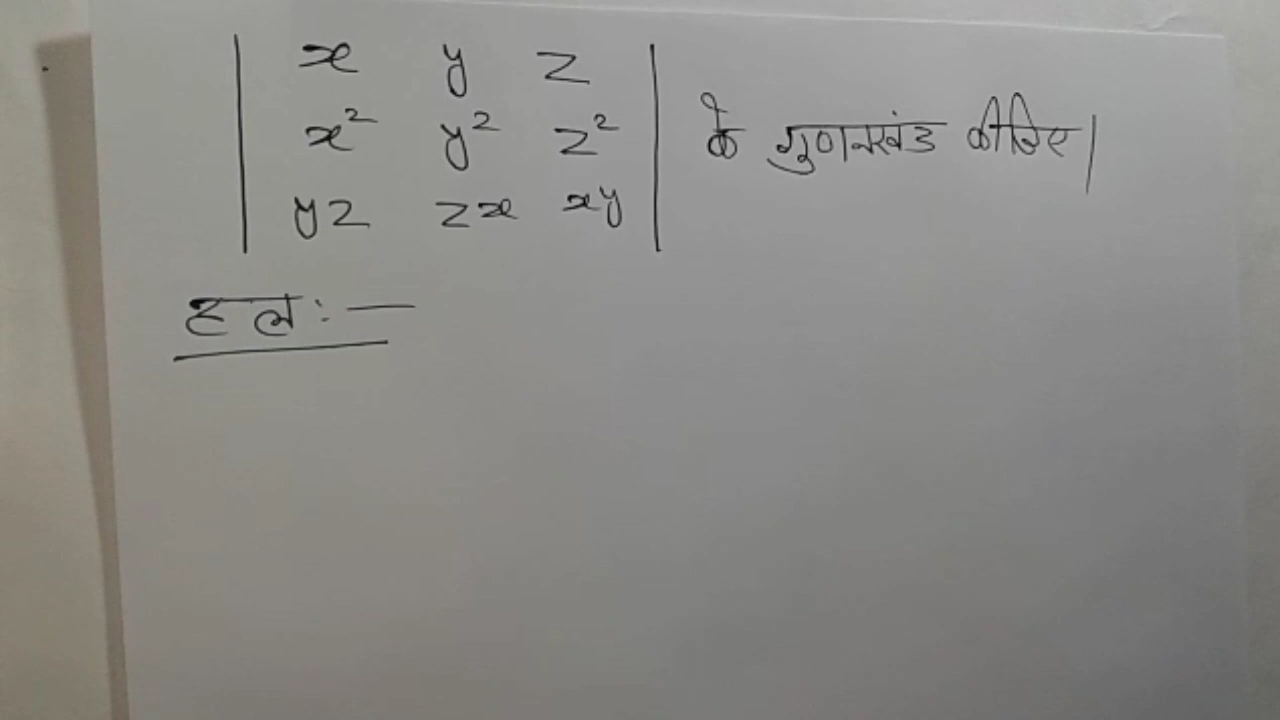 | x y z |
| x² y² z² | के गुणनखंड कीजिए।
| yz zx xy |
हल:—